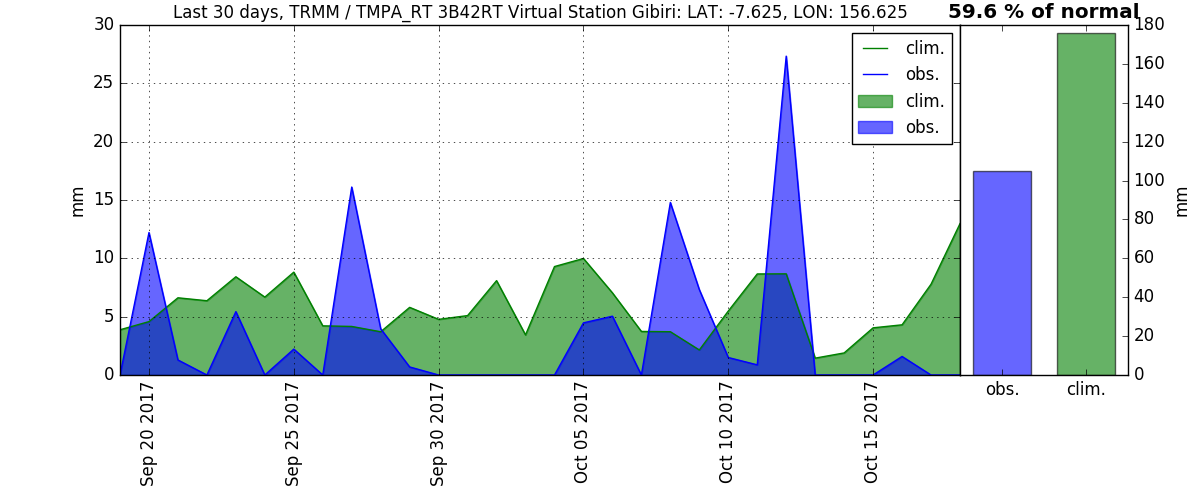 Last 30 days, TRMM / TMPA_RT 3B42RT Virtual Station Gibiri: LAT: -7.625, LON: 156.625
59.6 % of normal
30
25
20
15
10
5
0
mm
clim.
obs.
clim.
obs.
Sep 20 2017
Sep 25 2017
Sep 30 2017
Oct 05 2017
Oct 10 2017
Oct 15 2017
180
160
140
120
100
80
60
40
20
0
mm
obs.
clim.